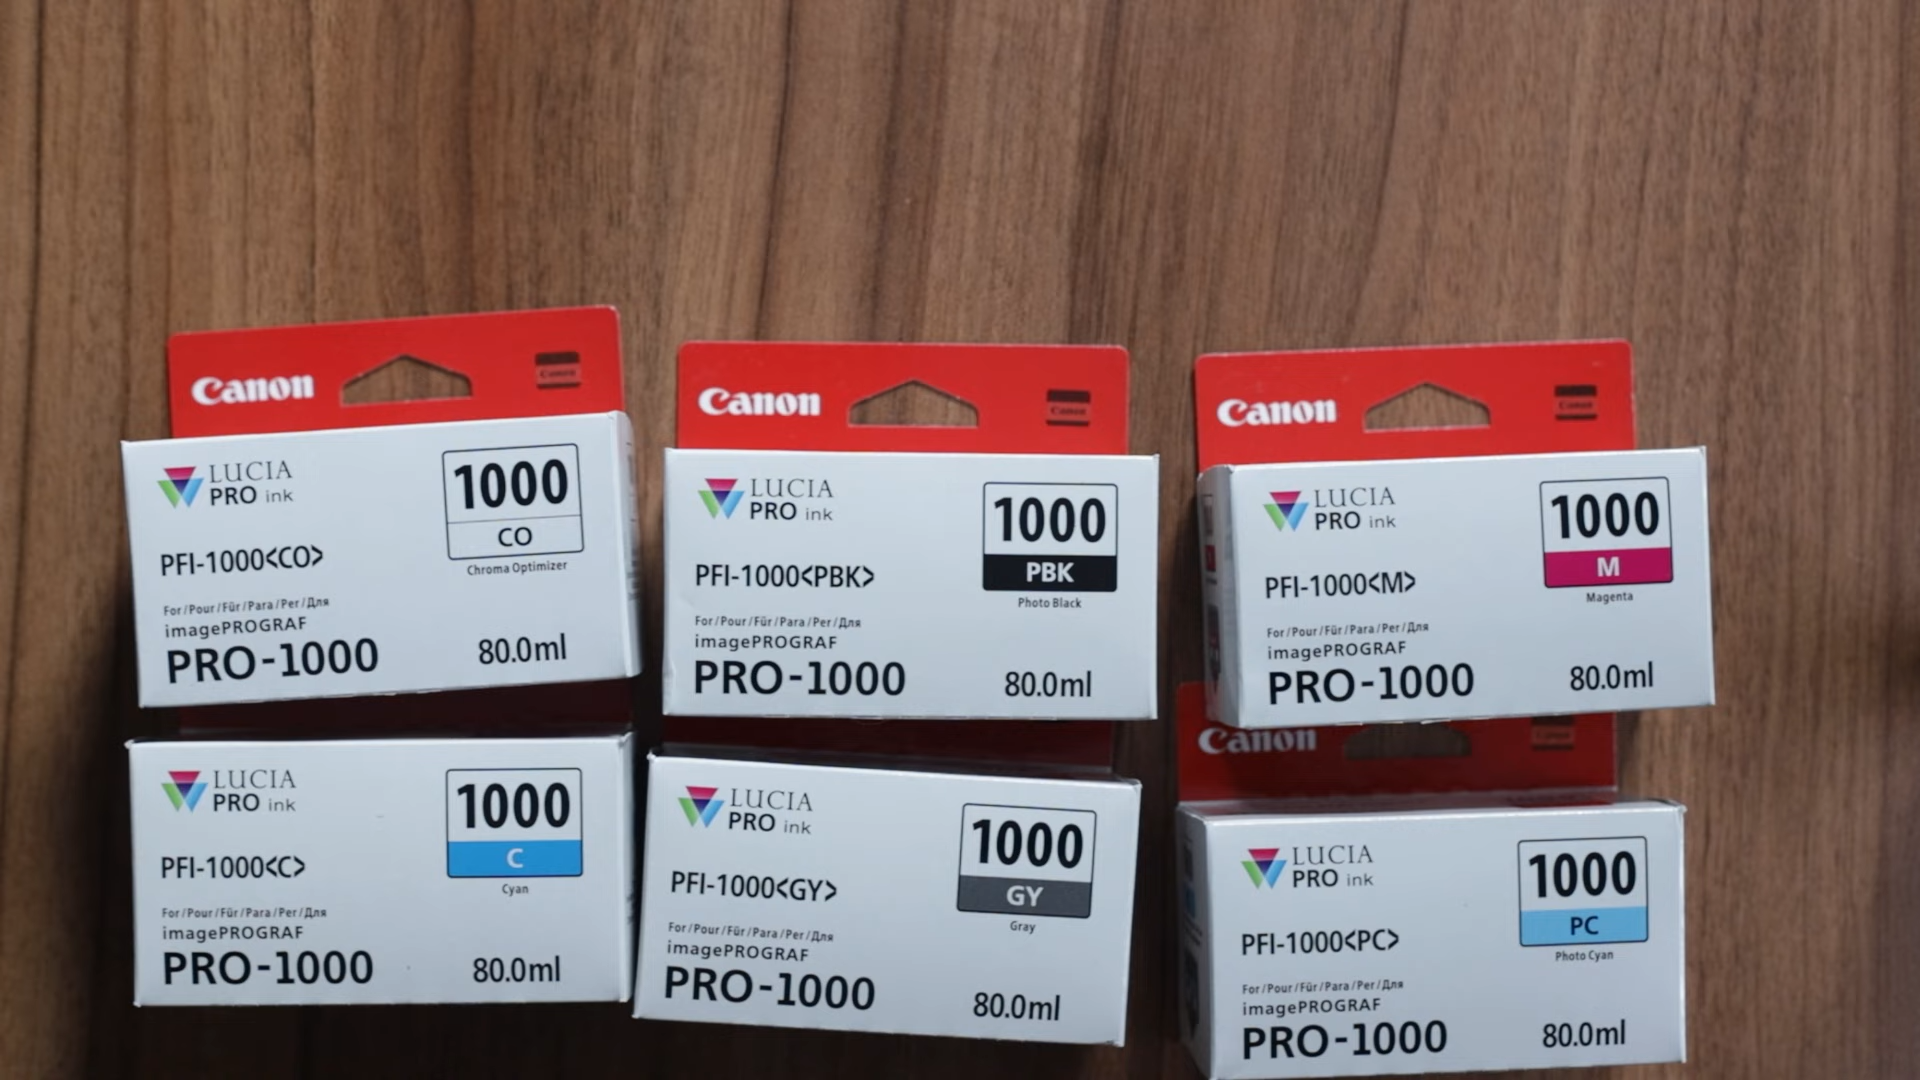 Canon
Canon
LUCIA
PRO ink
1000
CO
Chroma Optimizer
PFI-1000<CO>
For/Pour/Für/Para/Per/Для
imagePROGRAF
PRO-1000
80.0ml
Canon
Canon
LUCIA
PRO ink
1000
PBK
Photo Black
PFI-1000<PBK>
For/Pour/Für/Para/Per/Для
imagePROGRAF
PRO-1000
80.0ml
Canon
Canon
LUCIA
PRO ink
1000
M
Magenta
PFI-1000<M>
For/Pour/Für/Para/Per/Для
imagePROGRAF
PRO-1000
80.0ml
LUCIA
PRO ink
1000
C
Cyan
PFI-1000<C>
For/Pour/Für/Para/Per/Для
imagePROGRAF
PRO-1000
80.0ml
LUCIA
PRO ink
1000
GY
Gray
PFI-1000<GY>
For/Pour/Für/Para/Per/Для
imagePROGRAF
PRO-1000
80.0ml
Canon
LUCIA
PRO ink
1000
PC
Photo Cyan
PFI-1000<PC>
For/Pour/Für/Para/Per/Для
imagePROGRAF
PRO-1000
80.0ml